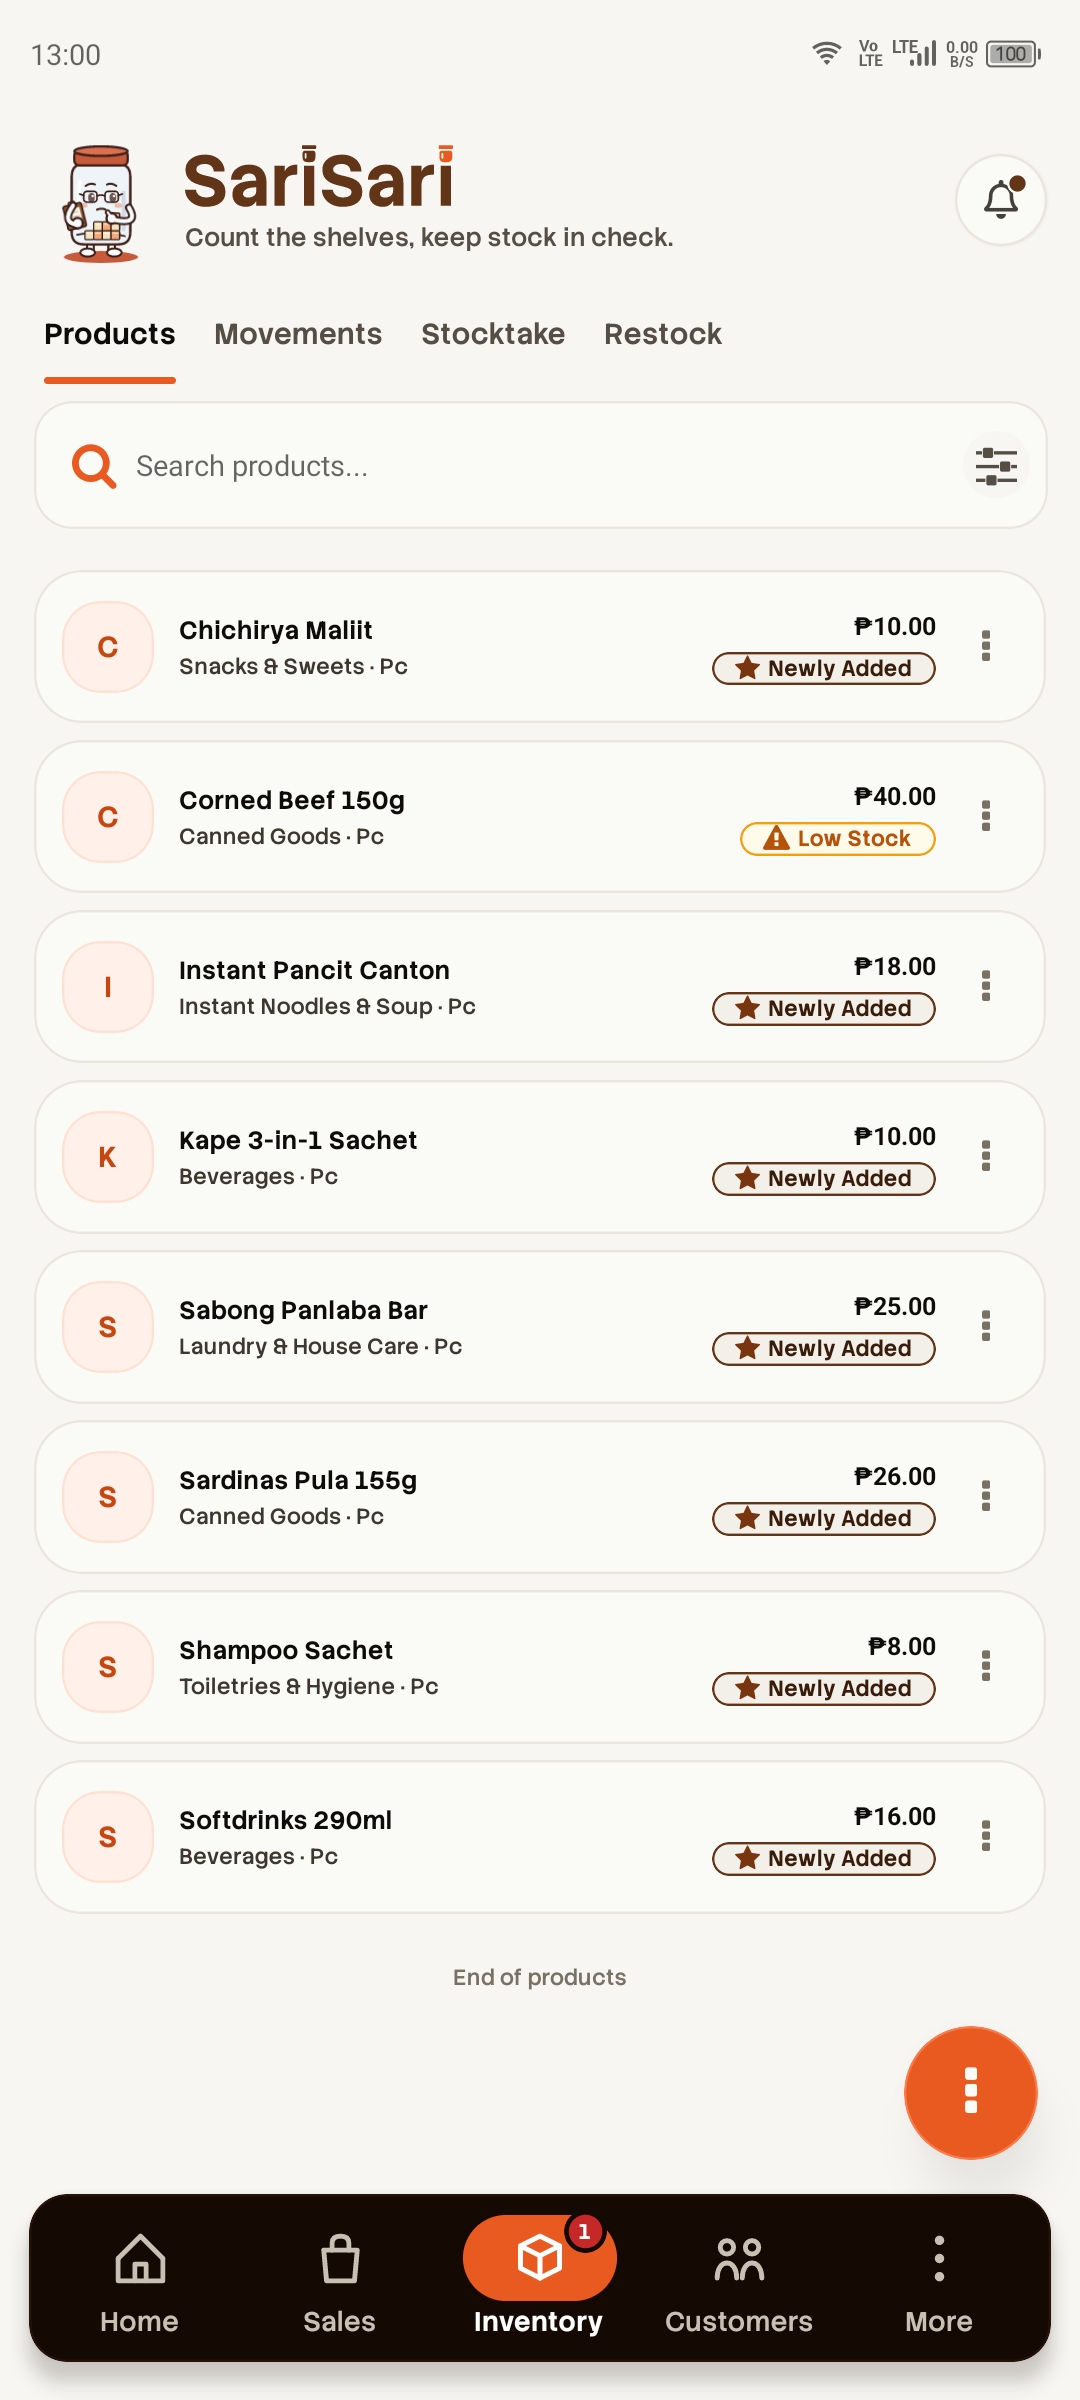 13:00
Vo LTE
LTE
0.00 B/S
100
SariSari
Count the shelves, keep stock in check.
Products Movements Stocktake Restock
Search products...
C
Chichirya Maliit
Snacks & Sweets · Pc
₱10.00
Newly Added
C
Corned Beef 150g
Canned Goods · Pc
₱40.00
Low Stock
I
Instant Pancit Canton
Instant Noodles & Soup · Pc
₱18.00
Newly Added
K
Kape 3-in-1 Sachet
Beverages · Pc
₱10.00
Newly Added
S
Sabong Panlaba Bar
Laundry & House Care · Pc
₱25.00
Newly Added
S
Sardinas Pula 155g
Canned Goods · Pc
₱26.00
Newly Added
S
Shampoo Sachet
Toiletries & Hygiene · Pc
₱8.00
Newly Added
S
Softdrinks 290ml
Beverages · Pc
₱16.00
Newly Added
End of products
1
Home Sales Inventory Customers More